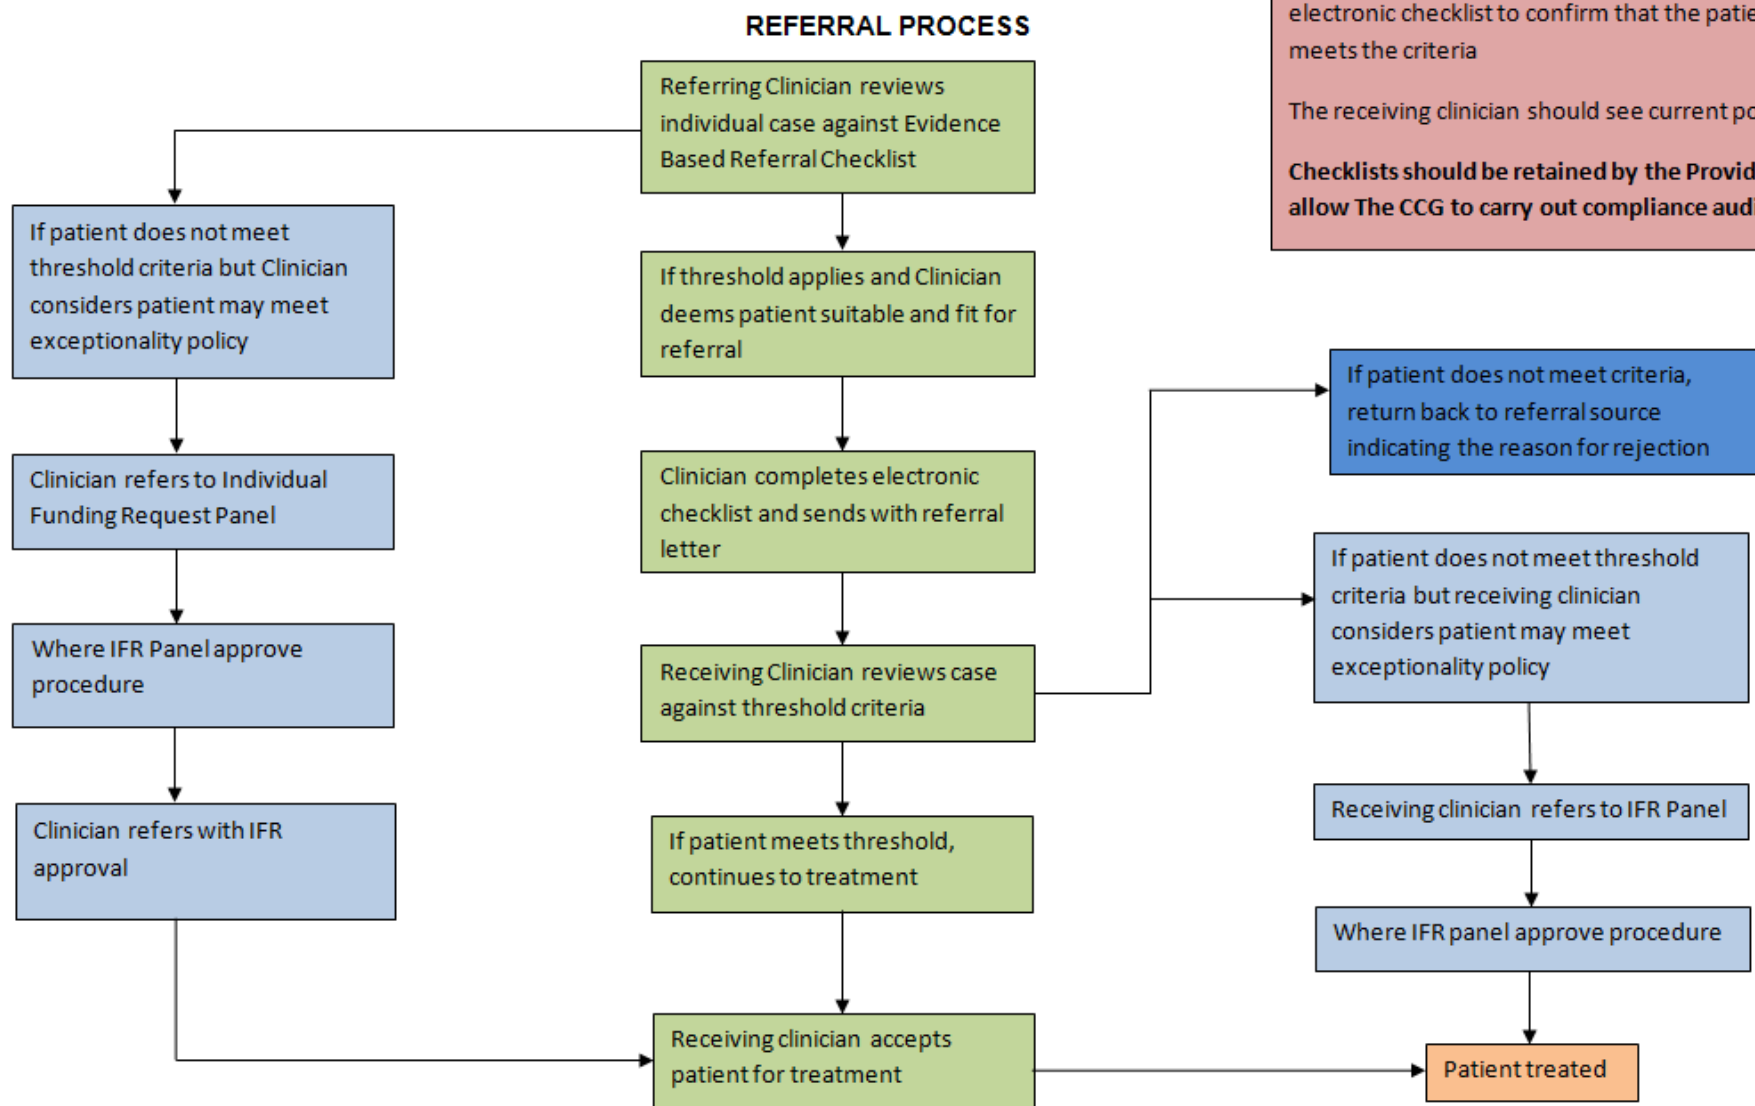 REFERRAL PROCESS
electronic checklist to confirm that the
meets the criteria
The receiving clinician should see current
Checklists should be retained by the
allow The CCG to carry out compliance
Referring Clinician reviews
individual case against Evidence
Based Referral Checklist
If patient does not meet
threshold criteria but Clinician
considers patient may meet
exceptionality policy
If threshold applies and Clinician
deems patient suitable and fit for
referral
If patient does not meet criteria,
return back to referral source
indicating the reason for rejection
Clinician refers to Individual
Funding Request Panel
Clinician completes electronic
checklist and sends with referral
letter
If patient does not meet threshold
criteria but receiving clinician
considers patient may meet
exceptionality policy
Where IFR Panel approve
procedure
Receiving Clinician reviews case
against threshold criteria
Receiving clinician refers to IFR Panel
Clinician refers with IFR
approval
If patient meets threshold,
continues to treatment
Where IFR panel approve procedure
Receiving clinician accepts
patient for treatment
Patient treated